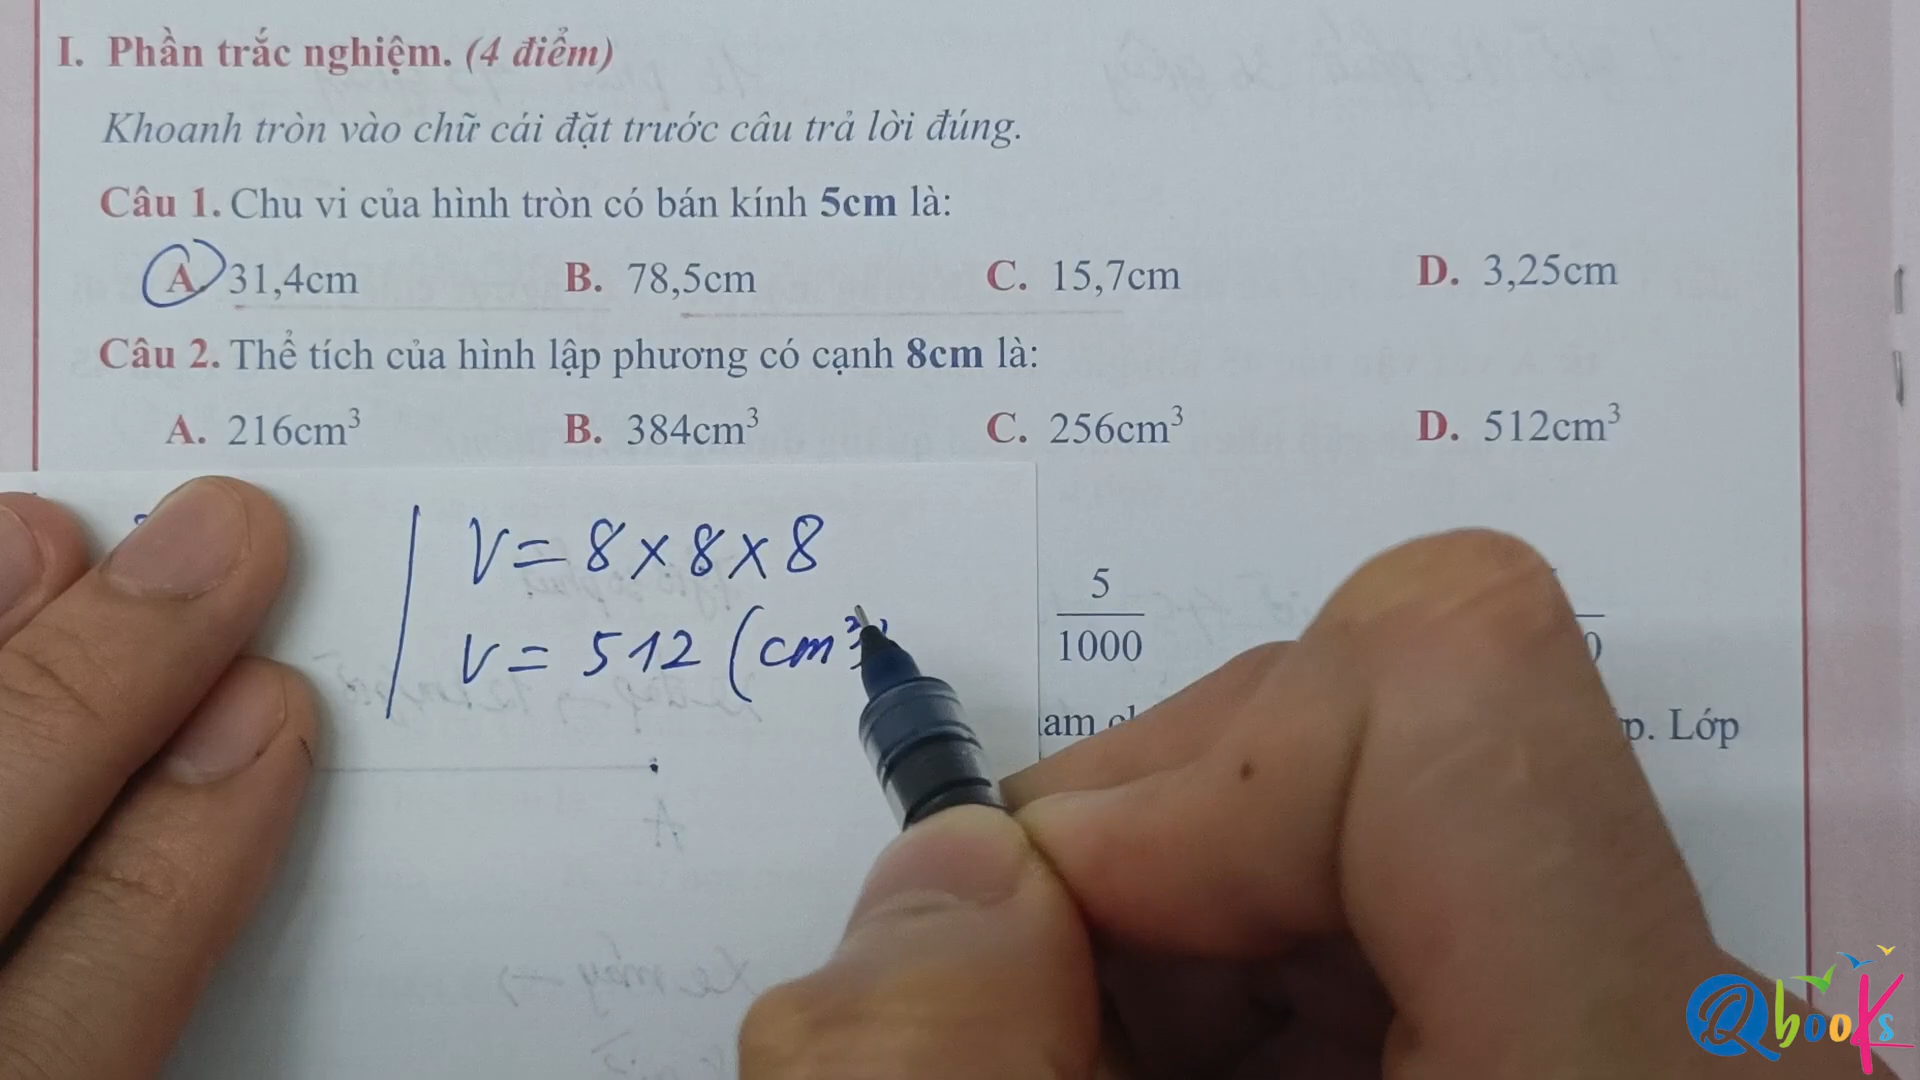 I. Phần trắc nghiệm. (4 điểm)
Khoanh tròn vào chữ cái đặt trước câu trả lời đúng.
Câu 1. Chu vi của hình tròn có bán kính 5cm là:
A. 31,4cm B. 78,5cm C. 15,7cm D. 3,25cm
Câu 2. Thể tích của hình lập phương có cạnh 8cm là:
A. 216cm³ B. 384cm³ C. 256cm³ D. 512cm³
V = 8 x 8 x 8
V = 512 (cm³)
5
1000
p. Lớp
A
Qbooks